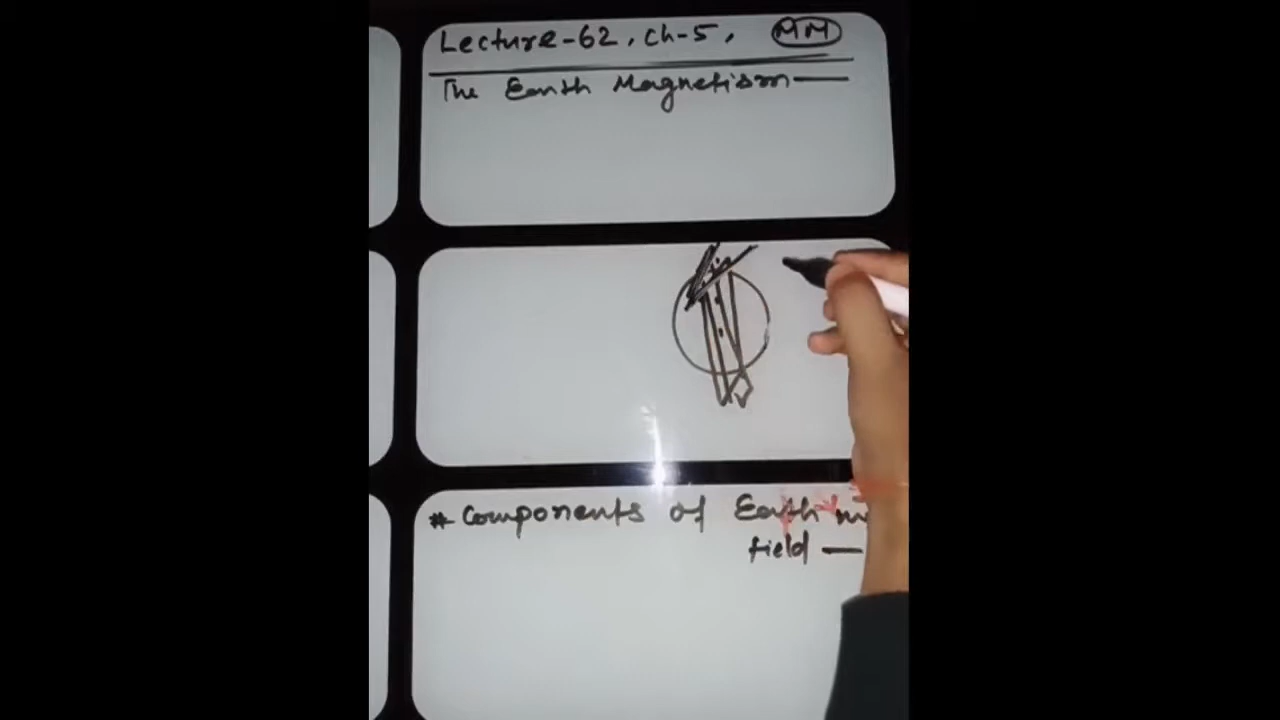 Lecture-62, Ch-5, MM
The Earth Magnetism —
# Components of Earth
field —